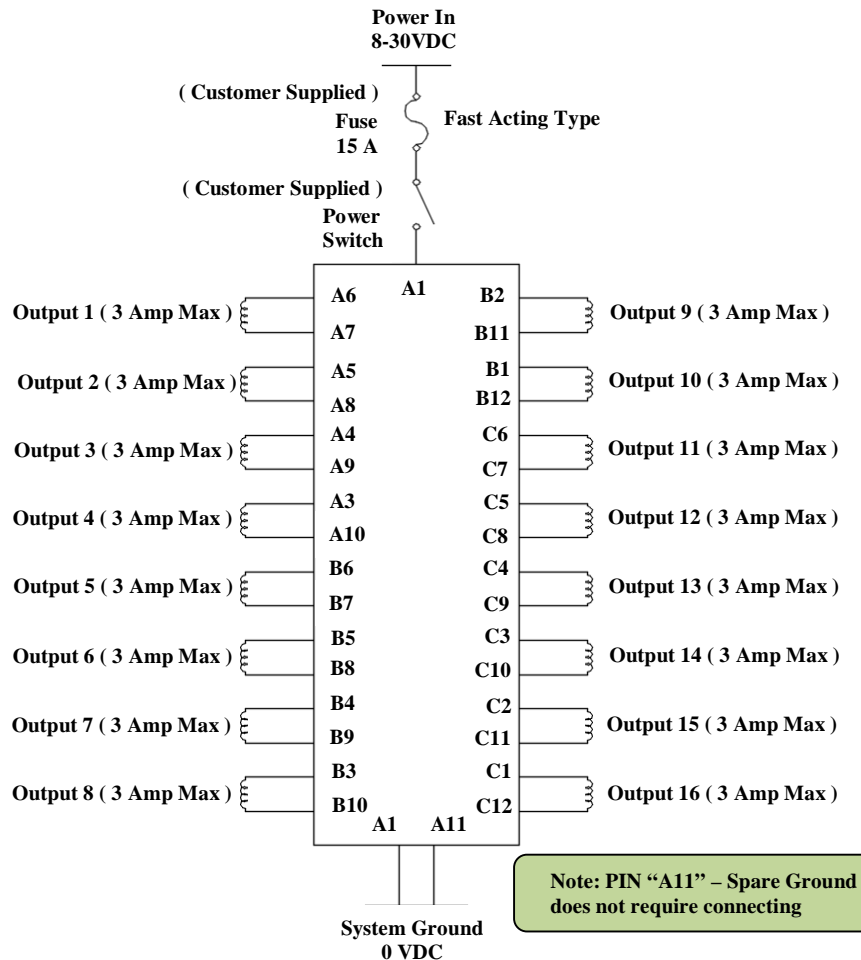 Power In
8-30VDC
( Customer Supplied )
Fuse
15 A
Fast Acting Type
( Customer Supplied )
Power
Switch
A1
Output 1 ( 3 Amp Max )
A6
A7
Output 2 ( 3 Amp Max )
A5
A8
Output 3 ( 3 Amp Max )
A4
A9
Output 4 ( 3 Amp Max )
A3
A10
Output 5 ( 3 Amp Max )
B6
B7
Output 6 ( 3 Amp Max )
B5
B8
Output 7 ( 3 Amp Max )
B4
B9
Output 8 ( 3 Amp Max )
B3
B10
B2
B11
Output 9 ( 3 Amp Max )
B1
B12
Output 10 ( 3 Amp Max )
C6
C7
Output 11 ( 3 Amp Max )
C5
C8
Output 12 ( 3 Amp Max )
C4
C9
Output 13 ( 3 Amp Max )
C3
C10
Output 14 ( 3 Amp Max )
C2
C11
Output 15 ( 3 Amp Max )
C1
C12
Output 16 ( 3 Amp Max )
A1 A11
System Ground
0 VDC
Note: PIN “A11” – Spare Ground
does not require connecting